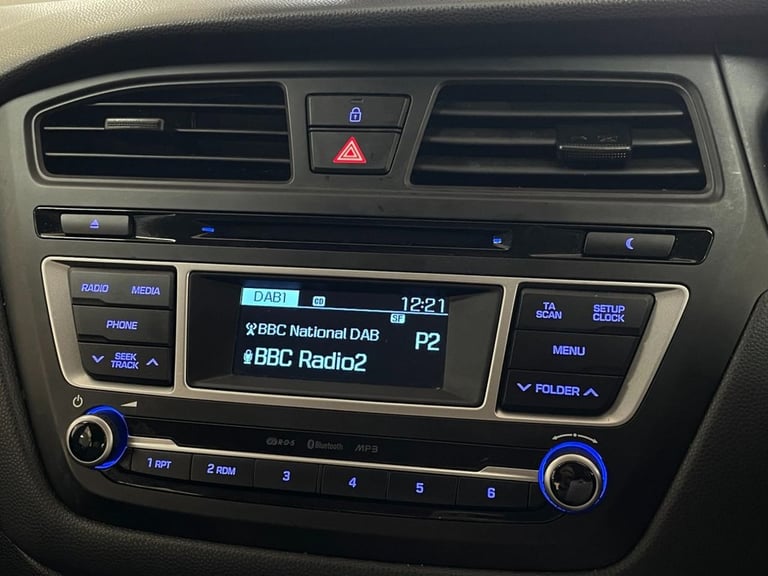 DAB1 CD 12:21
SF
BBC National DAB P2
BBC Radio2
RADIO MEDIA
PHONE
SEEK
TRACK
TA
SCAN
SETUP
CLOCK
MENU
FOLDER
R·D·S Bluetooth MP3
1 RPT 2 RDM 3 4 5 6